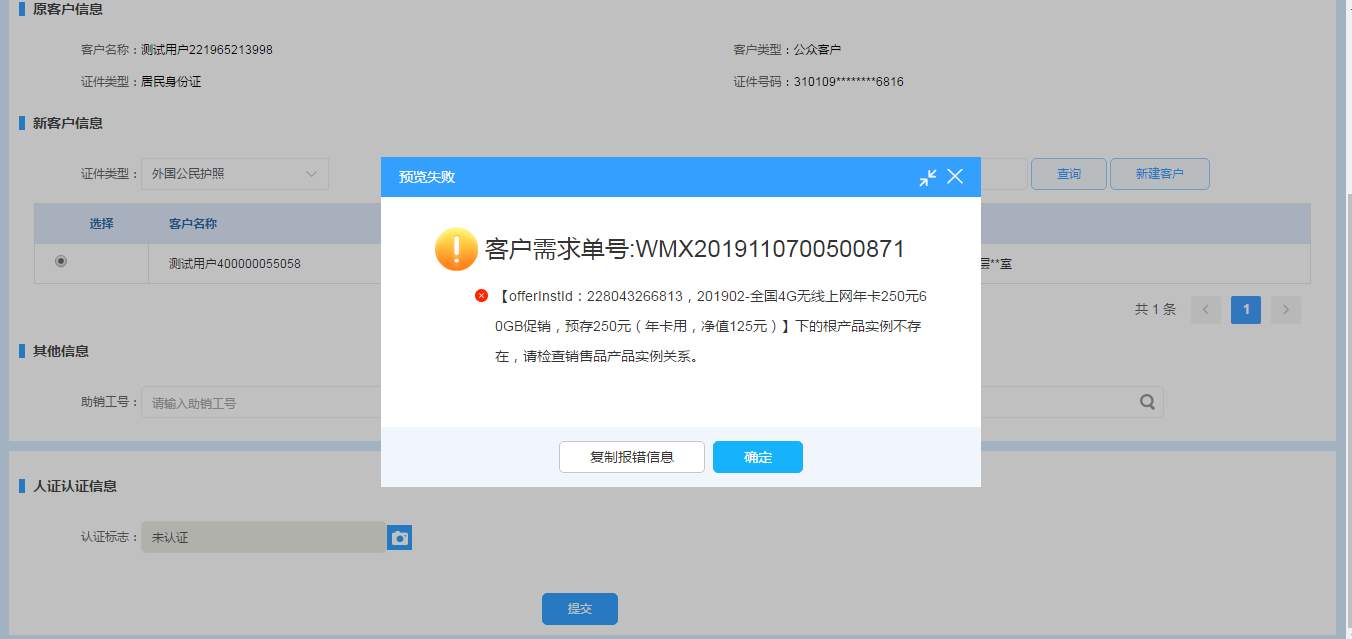 原客户信息
客户名称：测试用户221965213998
客户类型：公众客户
证件类型：居民身份证
证件号码：310109********6816
新客户信息
证件类型：外国公民护照
查询
新建客户
选择
客户名称
测试用户400000055058
层**室
共 1 条
1
其他信息
助销工号：请输入助销工号
预览失败
客户需求单号:WMX2019110700500871
【offerInstId：228043266813，201902-全国4G无线上网年卡250元6
0GB促销，预存250元（年卡用，净值125元）】下的根产品实例不存
在，请检查销售品产品实例关系。
复制报错信息
确定
人证认证信息
认证标志：未认证
提交